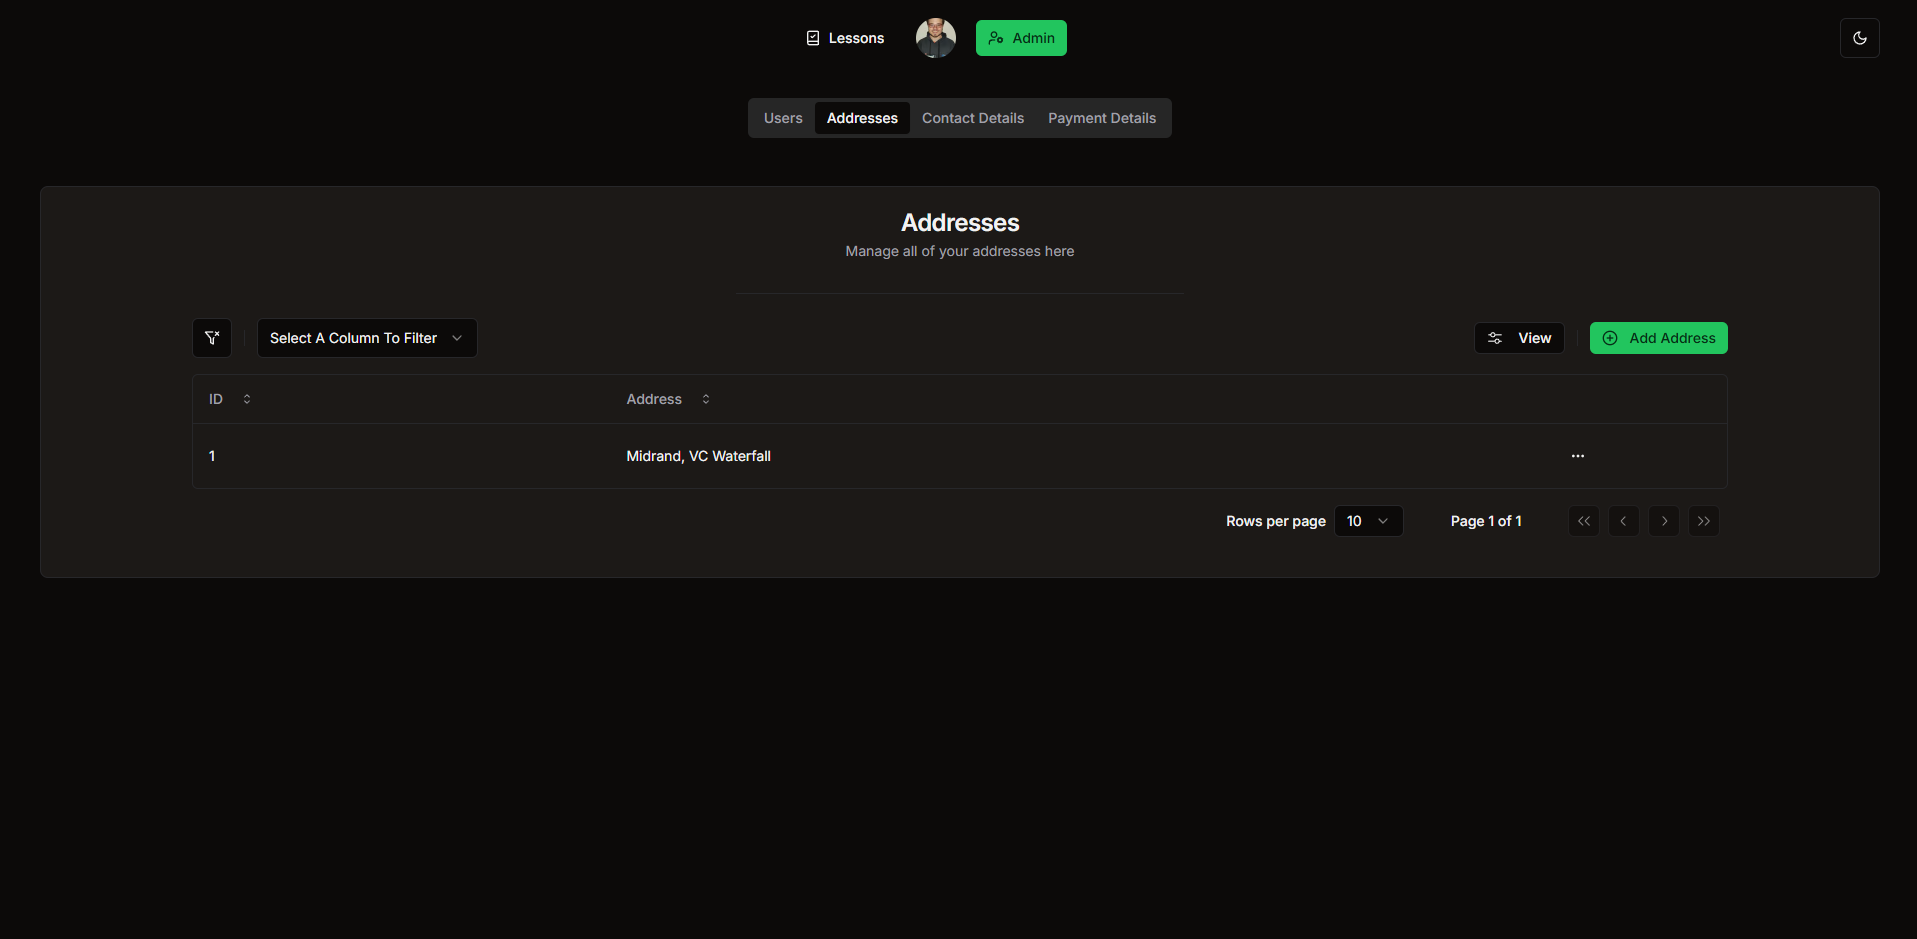 Lessons
Admin
Users Addresses Contact Details Payment Details
Addresses
Manage all of your addresses here
Select A Column To Filter View Add Address
ID Address
1 Midrand, VC Waterfall
Rows per page 10 Page 1 of 1